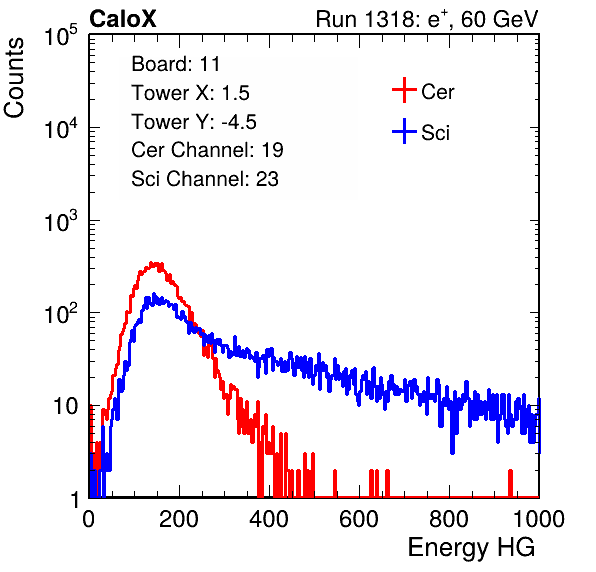 CaloX Run 1318: e⁺, 60 GeV
Counts
Board: 11
Tower X: 1.5
Tower Y: -4.5
Cer Channel: 19
Sci Channel: 23
Cer
Sci
10⁵
10⁴
10³
10²
10
1
0 200 400 600 800 1000
Energy HG